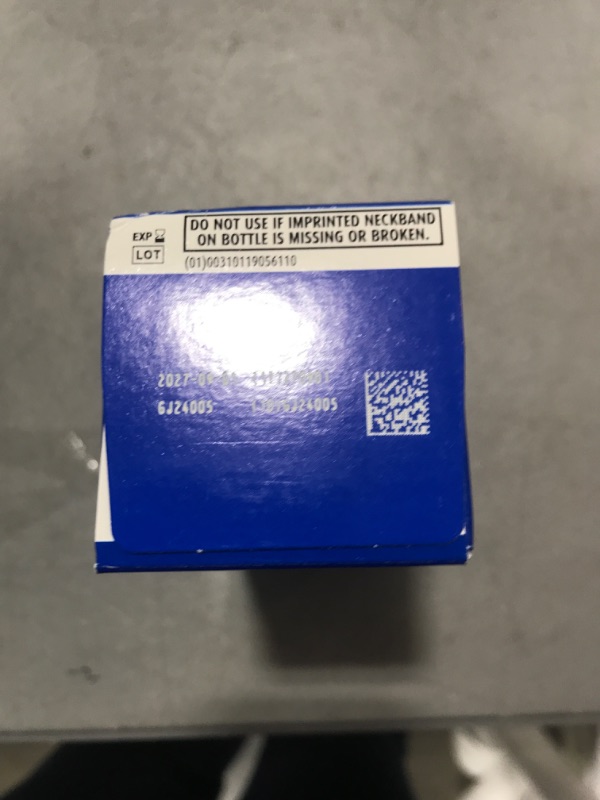 DO NOT USE IF IMPRINTED NECKBAND
ON BOTTLE IS MISSING OR BROKEN.
EXP
LOT
(01)00310119056110
6J24005